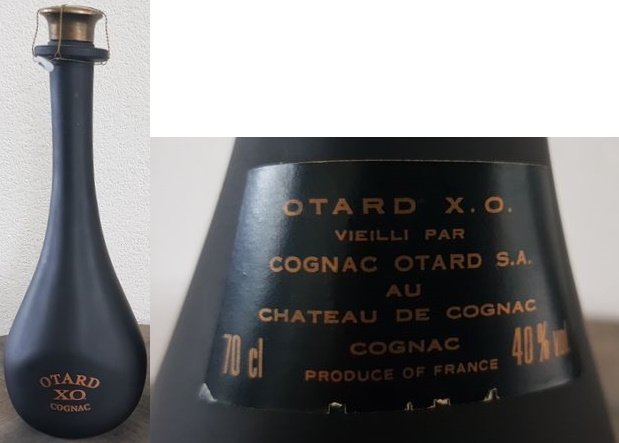 OTARD
XO
COGNAC
OTARD X.O.
VIEILLI PAR
COGNAC OTARD S.A.
AU
CHATEAU DE COGNAC
COGNAC
70 cl 40% vol.
PRODUCE OF FRANCE